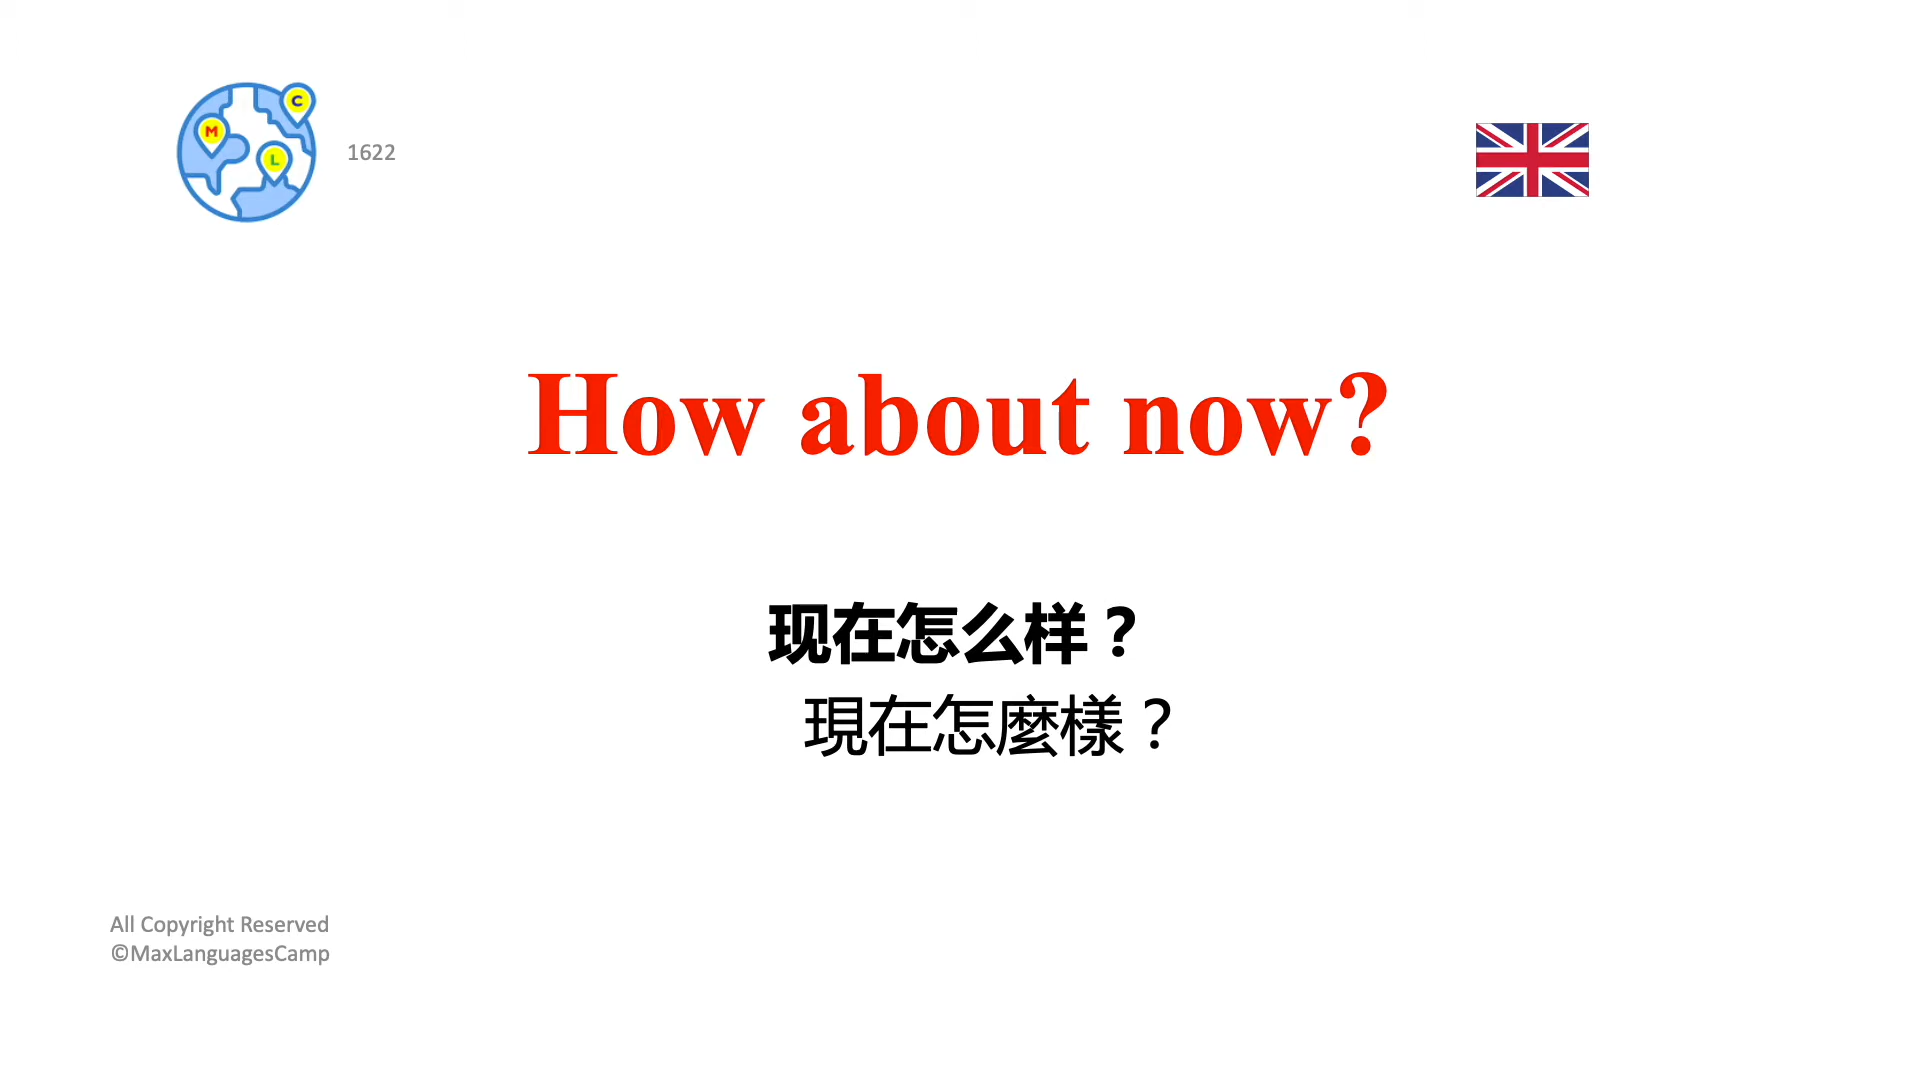 C
M
L
1622
How about now?
现在怎么样？
現在怎麼樣？
All Copyright Reserved
©MaxLanguagesCamp